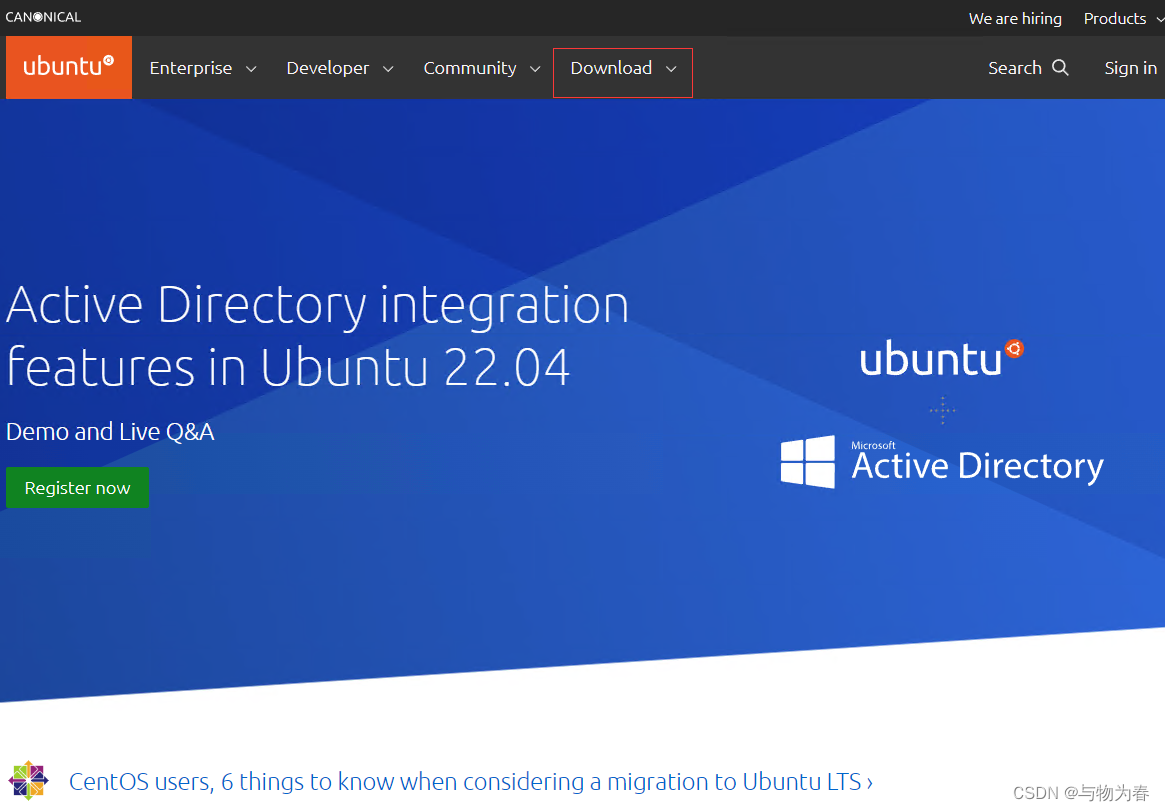 CANONICAL
We are hiring
Products
ubuntu
Enterprise
Developer
Community
Download
Search
Sign in
Active Directory integration
features in Ubuntu 22.04
Demo and Live Q&A
Register now
ubuntu
Microsoft
Active Directory
CentOS users, 6 things to know when considering a migration to Ubuntu LTS ›
CSDN @与物为春